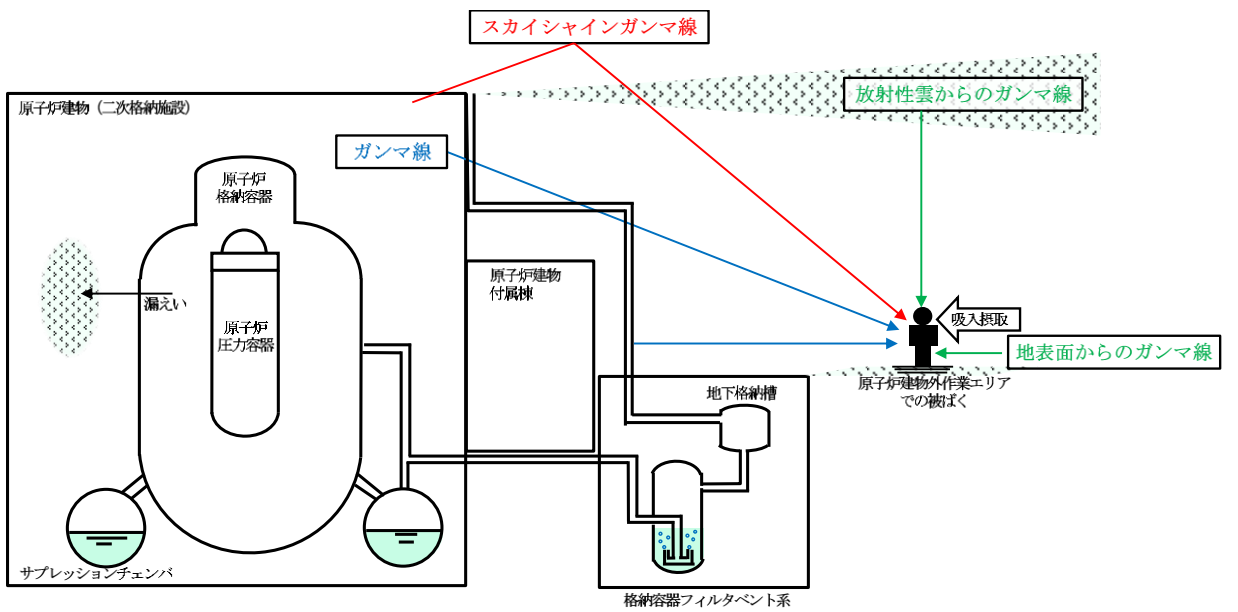 スカイシャインガンマ線
原子炉建物（二次格納施設）
放射性雲からのガンマ線
ガンマ線
原子炉
格納容器
原子炉建物
付属棟
漏えい
原子炉
圧力容器
吸入摂取
地表面からのガンマ線
原子炉建物外作業エリア
での被ばく
地下格納槽
サプレッションチェンバ
格納容器フィルタベント系